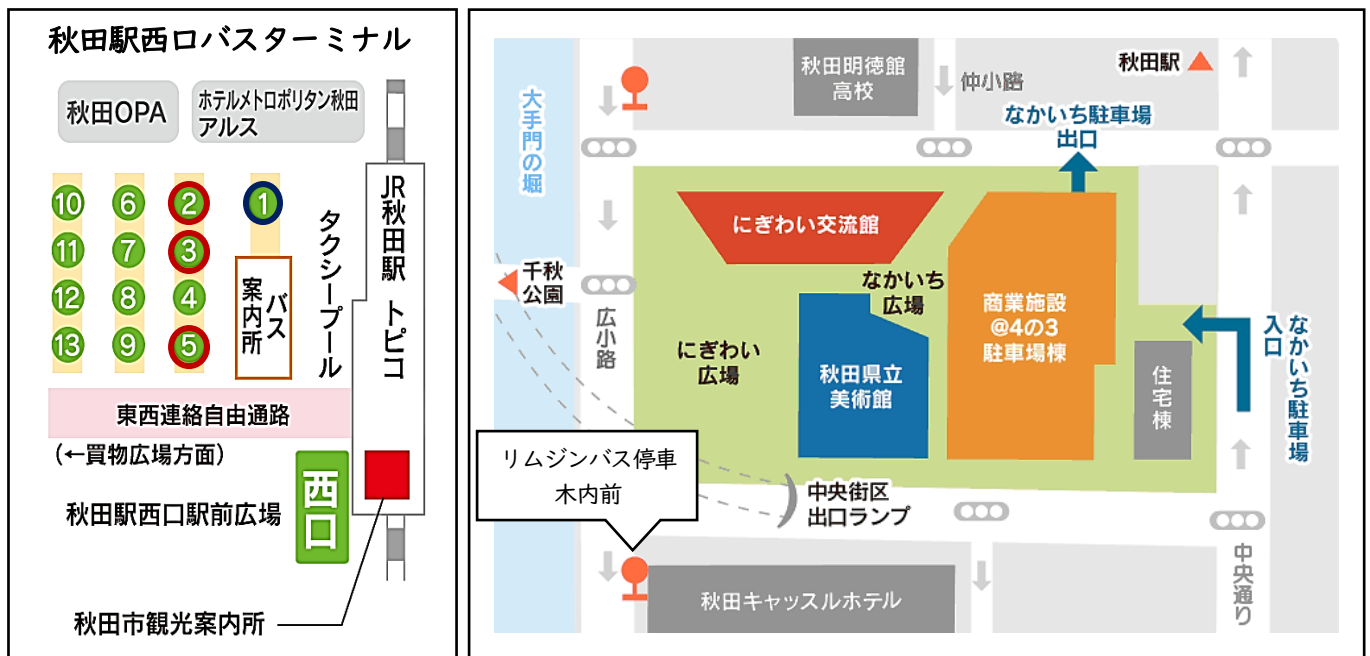 秋田駅西口バスターミナル
秋田OPA
ホテルメトロポリタン秋田
アルス
10 6 2 1
11 7 3
12 8 4
13 9 5
バス
案内所
タクシープール
JR秋田駅 トピコ
東西連絡自由通路
(←買物広場方面)
西口
秋田駅西口駅前広場
秋田市観光案内所
大手門の堀
秋田明徳館
高校
仲小路
秋田駅
なかいち駐車場
出口
にぎわい交流館
なかいち
広場
千秋
公園
広小路
にぎわい
広場
秋田県立
美術館
商業施設
@4の3
駐車場棟
住宅棟
なかいち駐車場
入口
リムジンバス停車
木内前
中央街区
出口ランプ
秋田キャッスルホテル
中央通り